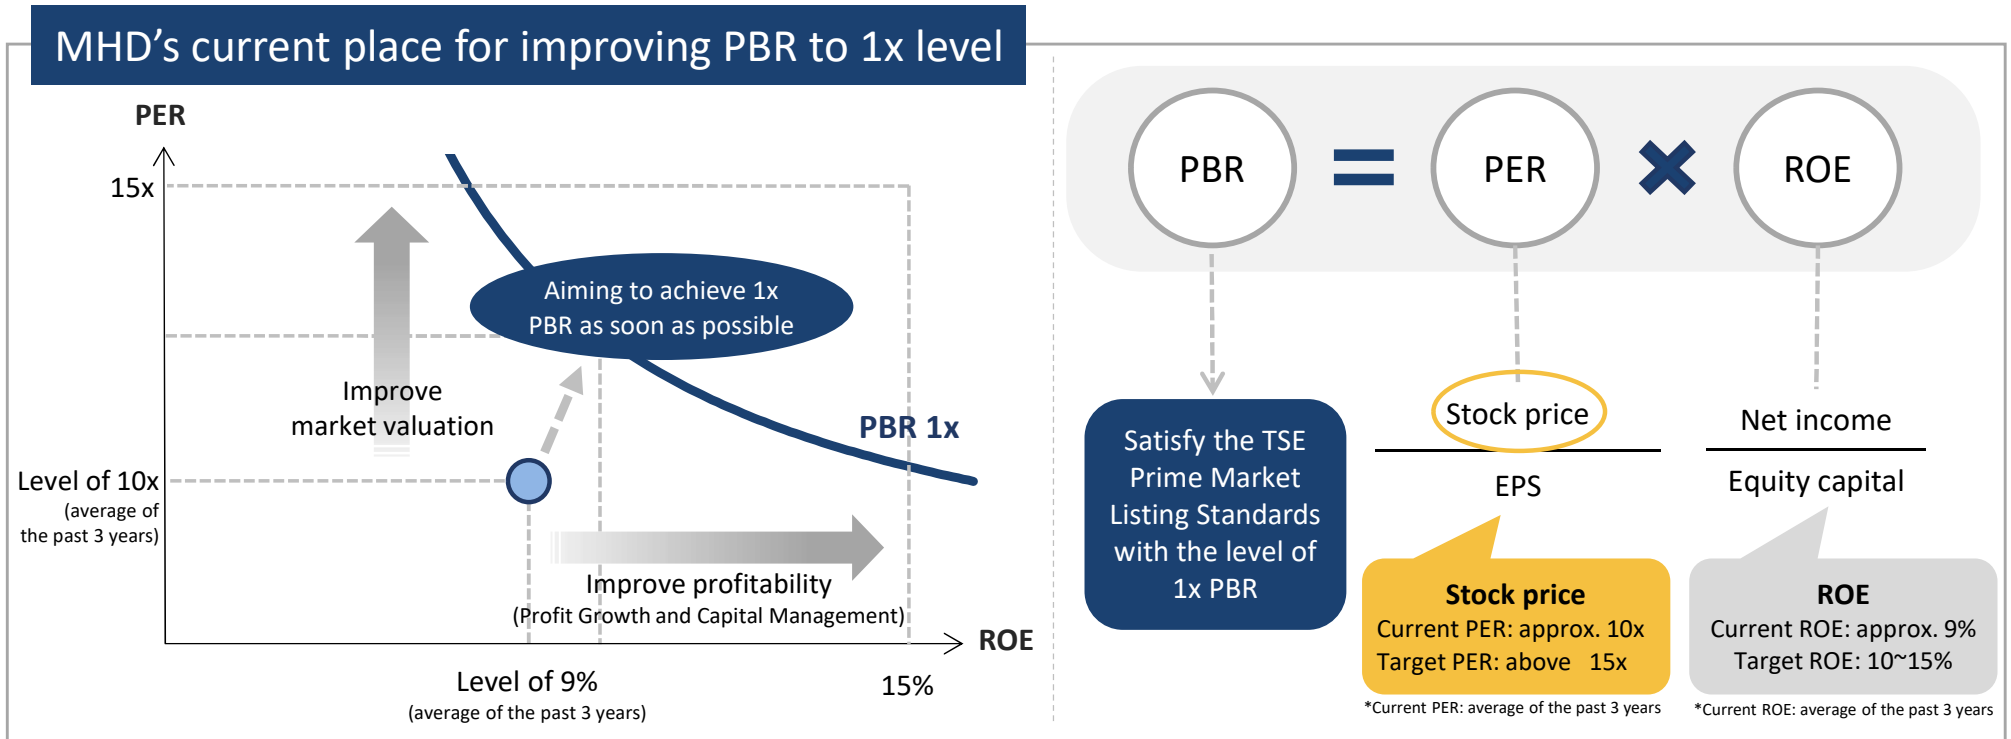 MHD's current place for improving PBR to 1x level
PER
15x
Aiming to achieve 1x
PBR as soon as possible
Improve
market valuation
PBR 1x
Level of 10x
(average of
the past 3 years)
Improve profitability
(Profit Growth and Capital Management)
ROE
Level of 9%
(average of the past 3 years)
15%
PBR
PER
ROE
Satisfy the TSE
Prime Market
Listing Standards
with the level of
1x PBR
Stock price
EPS
Net income
Equity capital
Stock price
Current PER: approx. 10x
Target PER: above 15x
*Current PER: average of the past 3 years
ROE
Current ROE: approx. 9%
Target ROE: 10~15%
*Current ROE: average of the past 3 years